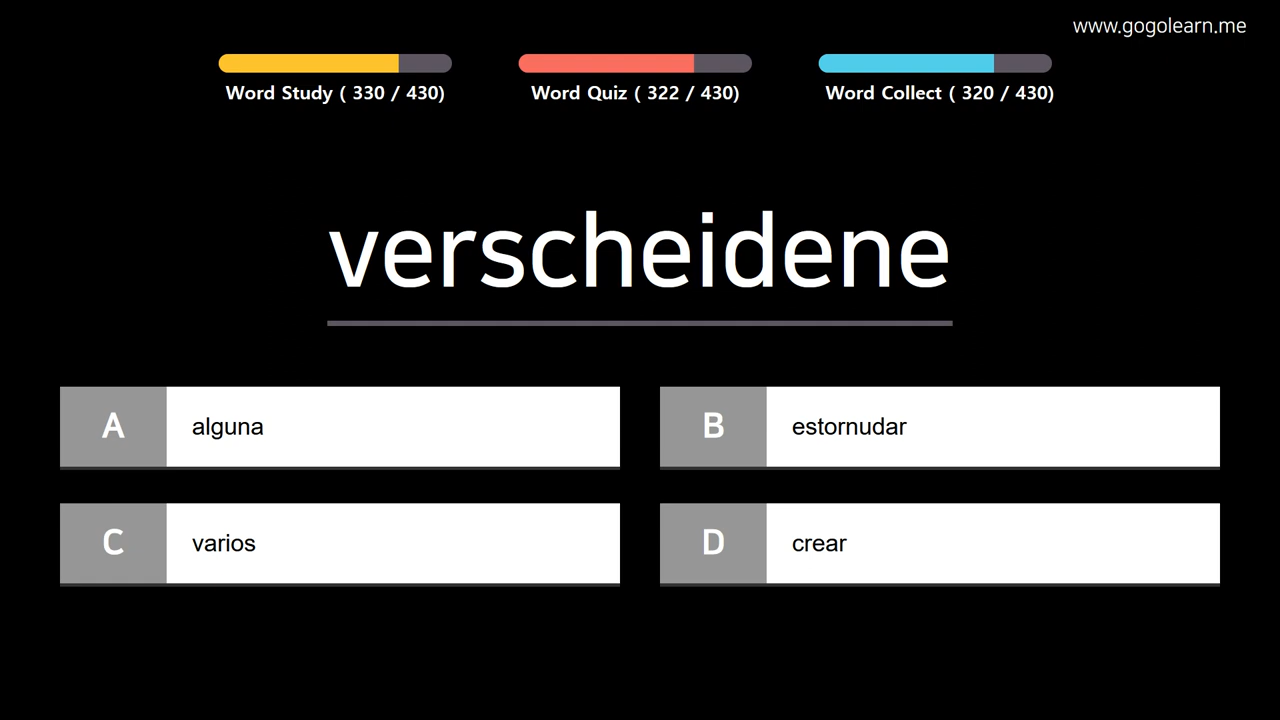 www.gogolearn.me
Word Study ( 330 / 430)
Word Quiz ( 322 / 430)
Word Collect ( 320 / 430)
verscheidene
A alguna
B estornudar
C varios
D crear